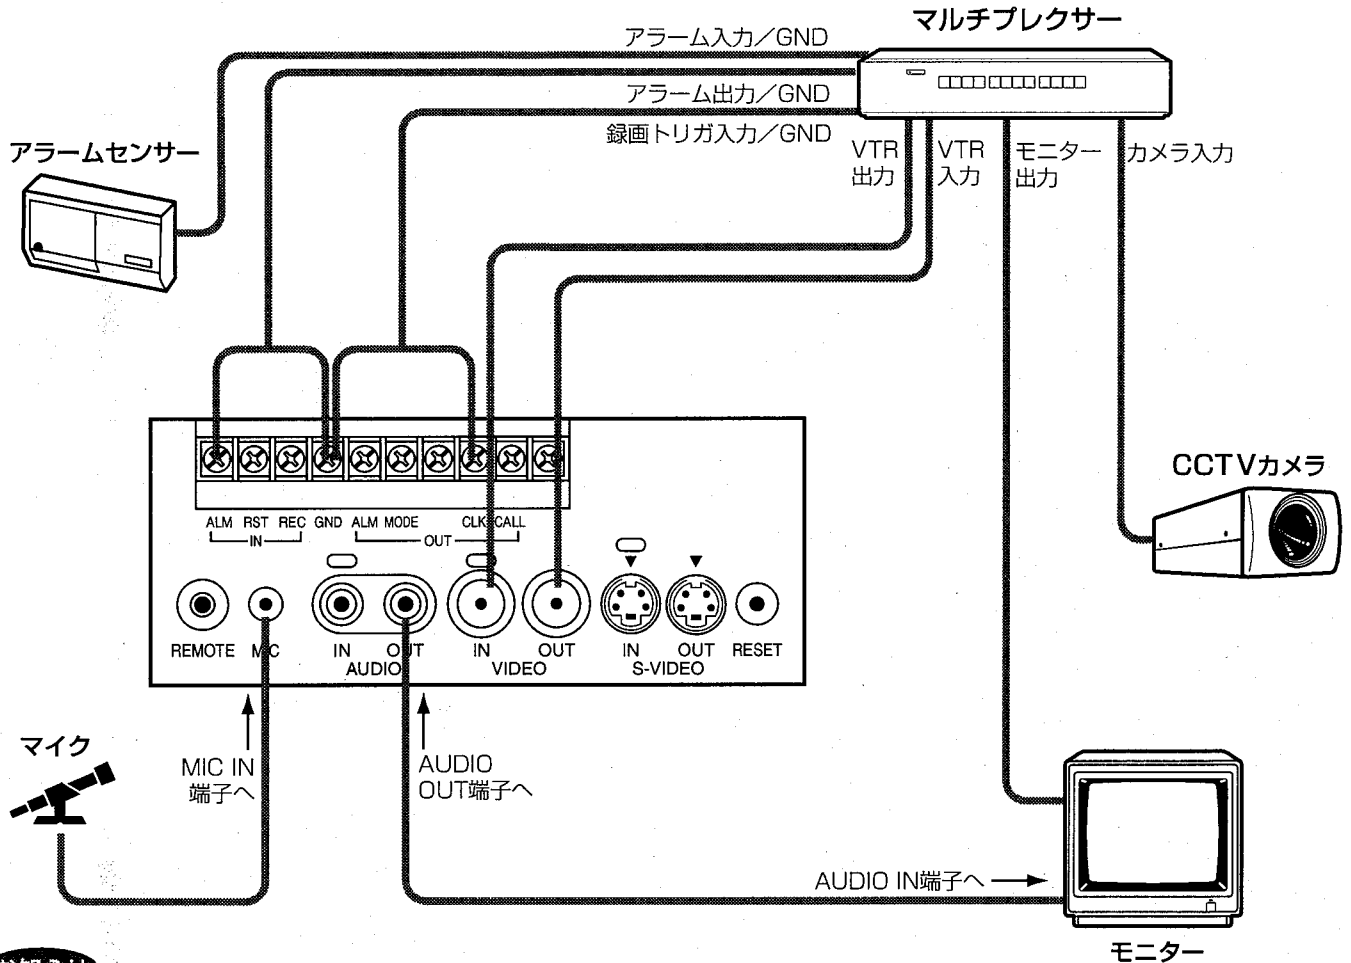 マルチプレクサー
アラーム入力／GND
アラーム出力／GND
録画トリガ入力／GND
アラームセンサー
VTR
出力
VTR
入力
モニター
出力
カメラ入力
CCTVカメラ
ALM RST REC GND ALM MODE CLK CALL
IN OUT
REMOTE MIC IN OUT IN OUT IN OUT RESET
AUDIO VIDEO S-VIDEO
マイク
MIC IN
端子へ
AUDIO
OUT端子へ
AUDIO IN端子へ
モニター